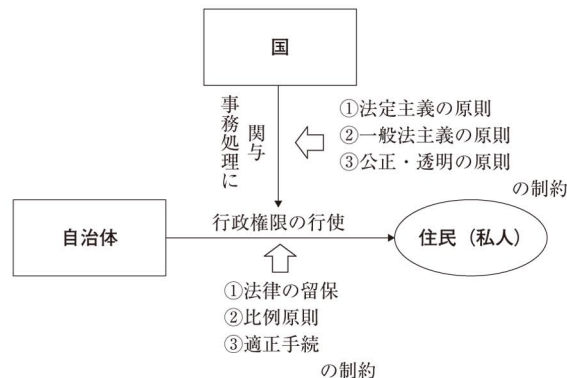 国
事務処理に
関与
①法定主義の原則
②一般法主義の原則
③公正・透明の原則
の制約
自治体
行政権限の行使
住民（私人）
①法律の留保
②比例原則
③適正手続
の制約